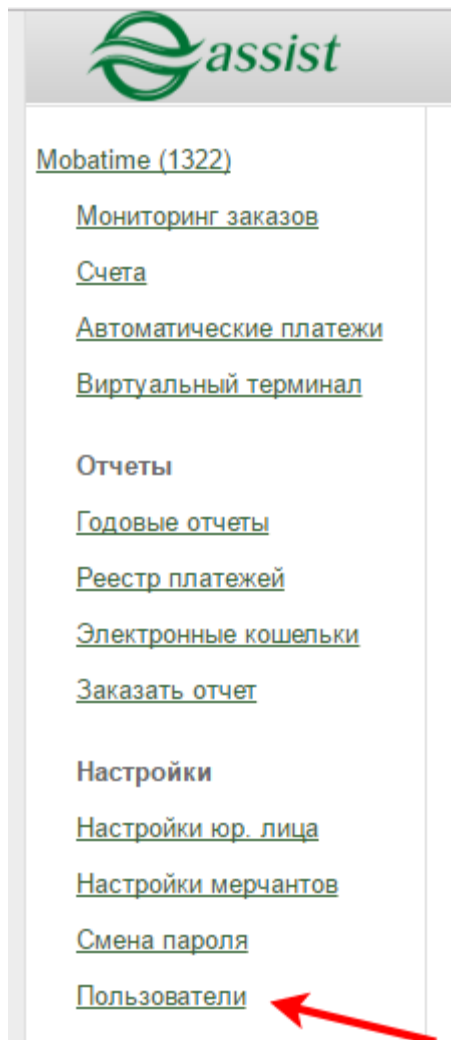 assist
Mobatime (1322)
Мониторинг заказов
Счета
Автоматические платежи
Виртуальный терминал
Отчеты
Годовые отчеты
Реестр платежей
Электронные кошельки
Заказать отчет
Настройки
Настройки юр. лица
Настройки мерчантов
Смена пароля
Пользователи